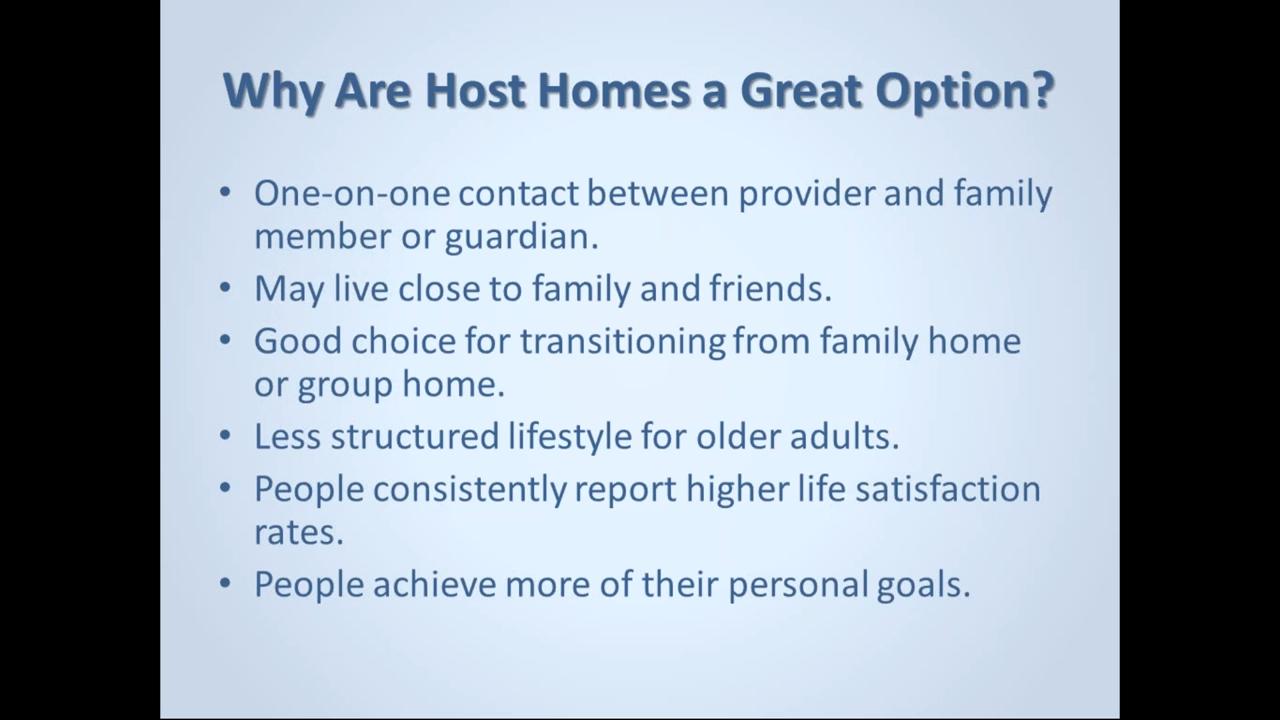 Why Are Host Homes a Great Option?
• One-on-one contact between provider and family
member or guardian.
• May live close to family and friends.
• Good choice for transitioning from family home
or group home.
• Less structured lifestyle for older adults.
• People consistently report higher life satisfaction
rates.
• People achieve more of their personal goals.